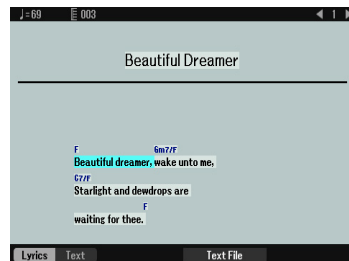 ♩=69 003 1
Beautiful Dreamer
F Gm7/F
Beautiful dreamer, wake unto me,
G7/F
Starlight and dewdrops are
F
waiting for thee.
Lyrics Text Text File